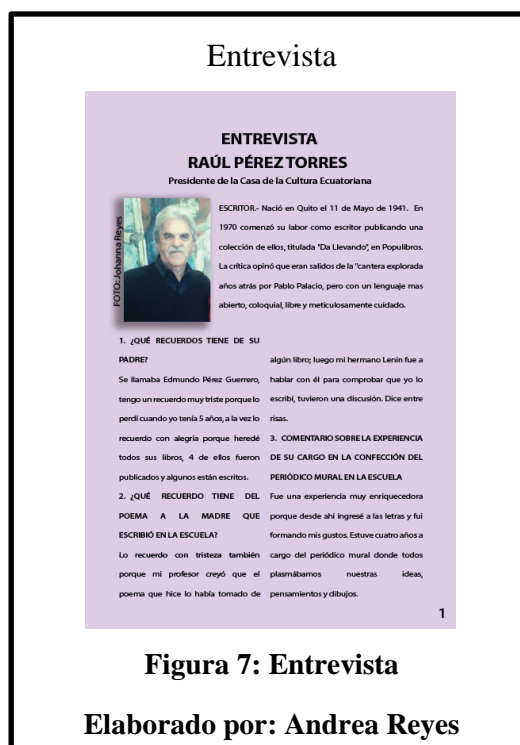 Entrevista
ENTREVISTA
RAÚL PÉREZ TORRES
Presidente de la Casa de la Cultura Ecuatoriana
FOTO: Johanna Reyes
ESCRITOR.- Nació en Quito el 11 de Mayo de 1941. En
1970 comenzó su labor como escritor publicando una
colección de ellos, titulada "Da Llevando", en Populibros.
La crítica opinó que eran salidos de la "cantera explorada
años atrás por Pablo Palacio, pero con un lenguaje mas
abierto, coloquial, libre y meticulosamente cuidado.
1. ¿QUÉ RECUERDOS TIENE DE SU
PADRE?
Se llamaba Edmundo Pérez Guerrero,
tengo un recuerdo muy triste porque lo
perdí cuando yo tenía 5 años, a la vez lo
recuerdo con alegría porque heredé
todos sus libros, 4 de ellos fueron
publicados y algunos están escritos.
2. ¿QUÉ RECUERDO TIENE DEL
POEMA A LA MADRE QUE
ESCRIBIÓ EN LA ESCUELA?
Lo recuerdo con tristeza también
porque mi profesor creyó que el
poema que hice lo había tomado de
algún libro; luego mi hermano Lenin fue a
hablar con él para comprobar que yo lo
escribí, tuvieron una discusión. Dice entre
risas.
3. COMENTARIO SOBRE LA EXPERIENCIA
DE SU CARGO EN LA CONFECCIÓN DEL
PERIÓDICO MURAL EN LA ESCUELA
Fue una experiencia muy enriquecedora
porque desde ahí ingresé a las letras y fui
formando mis gustos. Estuve cuatro años a
cargo del periódico mural donde todos
plasmábamos nuestras ideas,
pensamientos y dibujos.
1
Figura 7: Entrevista
Elaborado por: Andrea Reyes